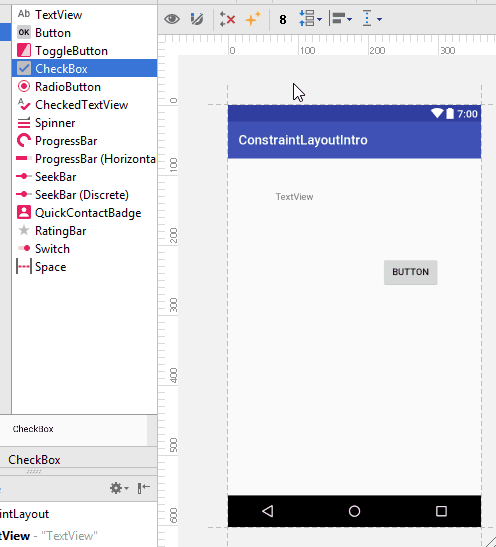 Ab TextView
OK Button
ToggleButton
CheckBox
RadioButton
CheckedTextView
Spinner
ProgressBar
ProgressBar (Horizonta
SeekBar
SeekBar (Discrete)
QuickContactBadge
RatingBar
Switch
Space
CheckBox
CheckBox
intLayout
tView - "TextView"
8
0 100 200 300
0
100
200
300
400
500
600
7:00
ConstraintLayoutIntro
TextView
BUTTON